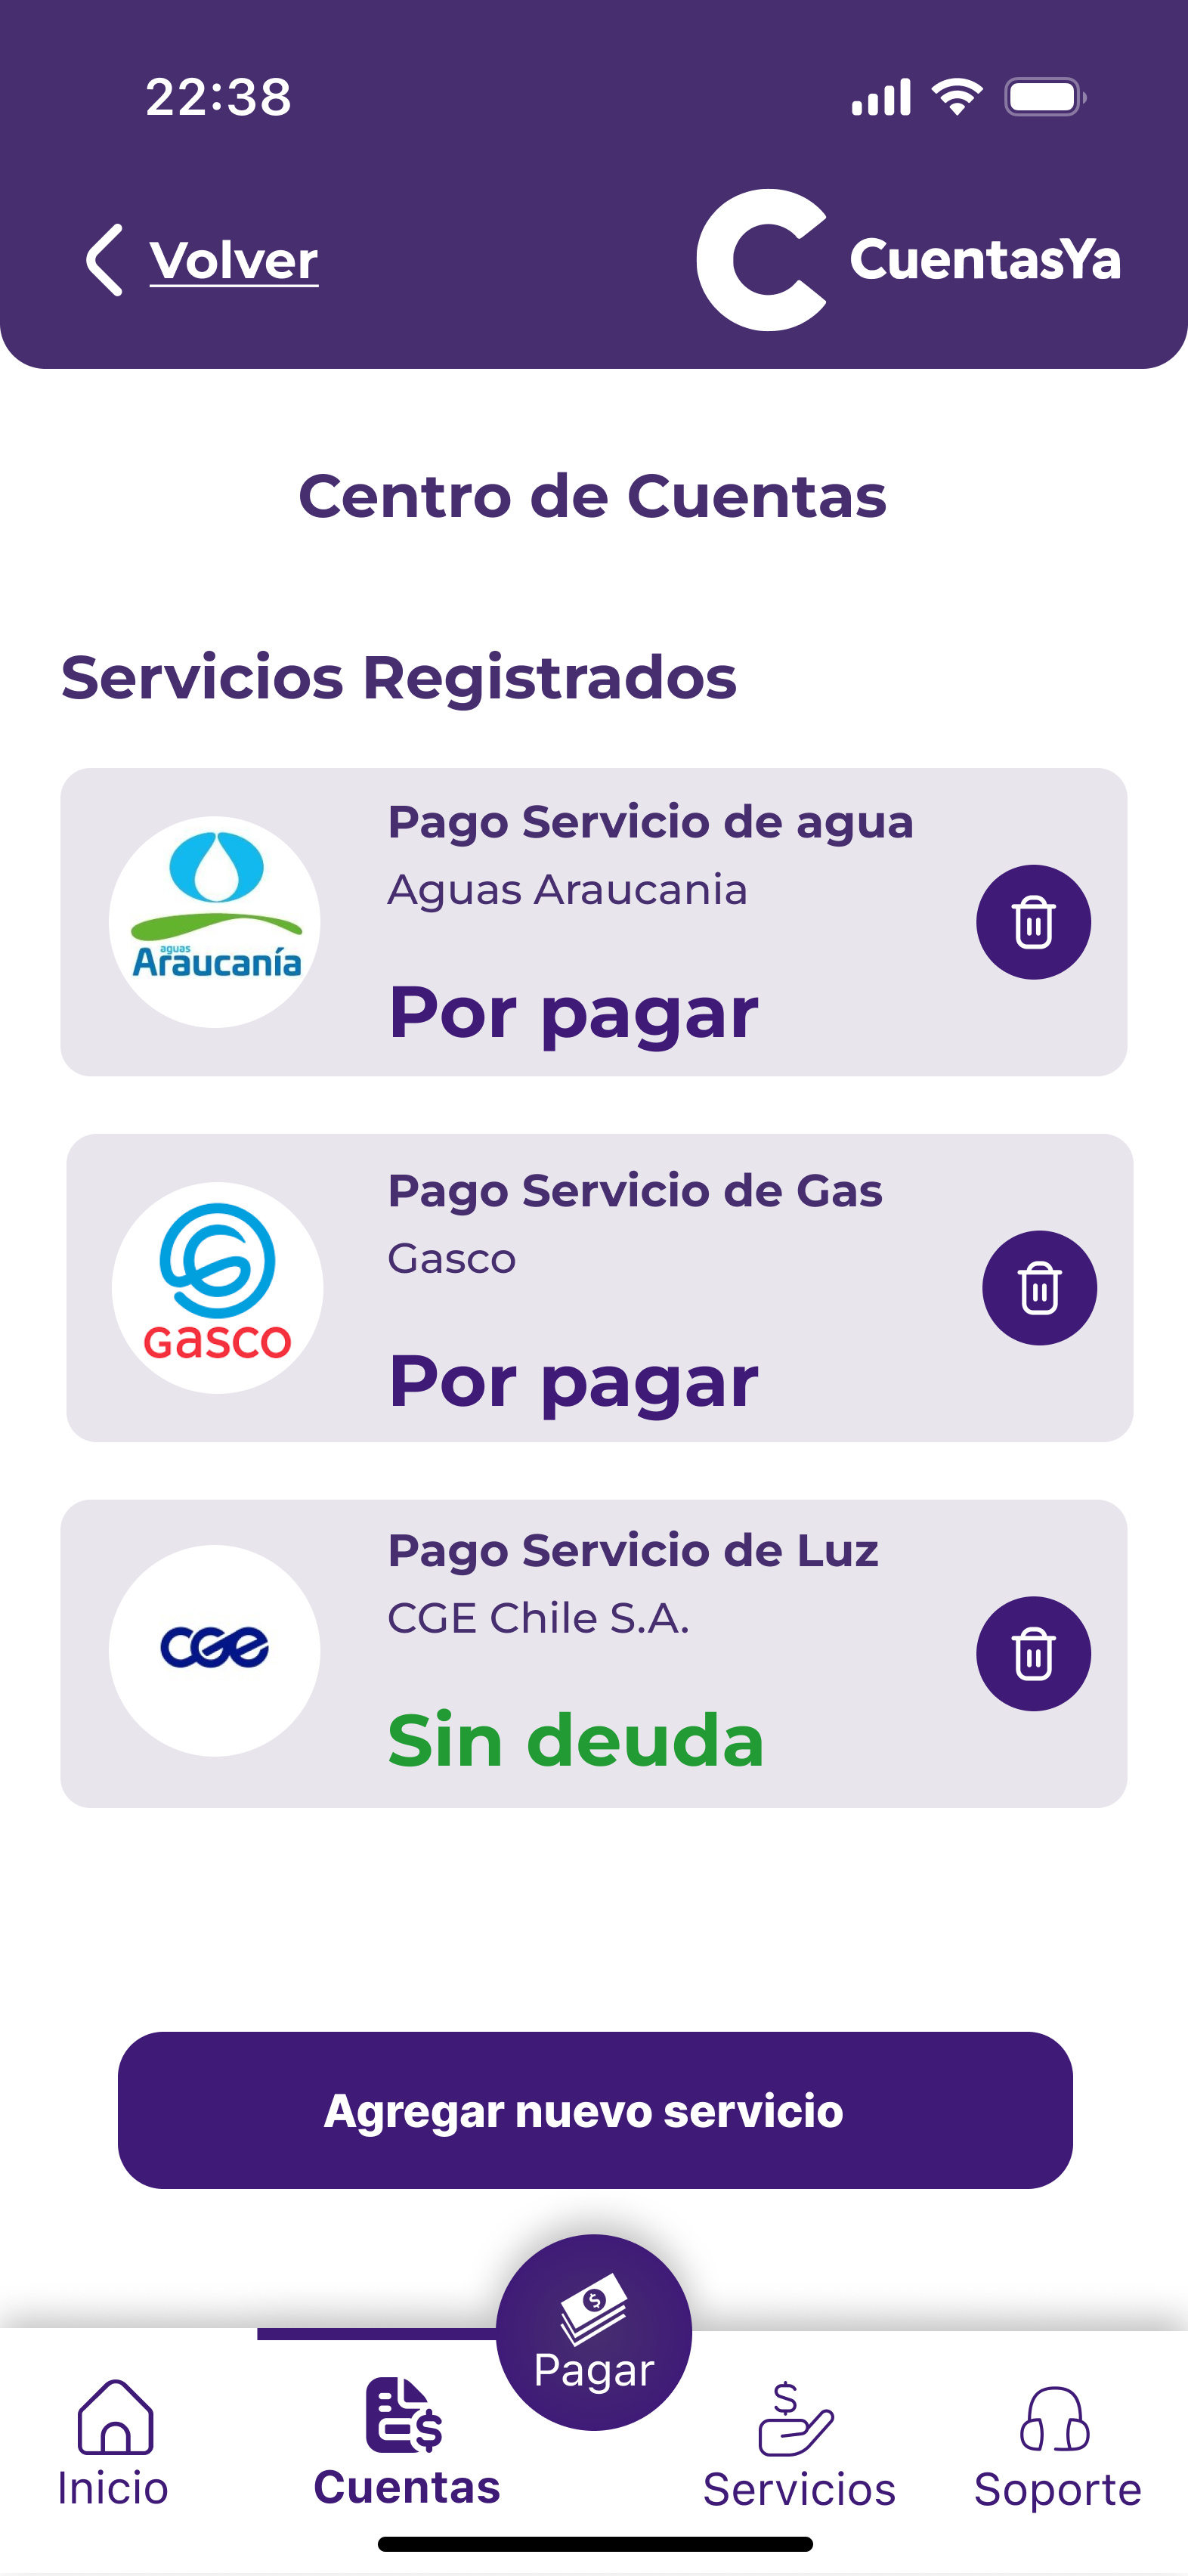 22:38
Volver
CuentasYa
Centro de Cuentas
Servicios Registrados
Pago Servicio de agua
Aguas Araucania
Por pagar
aguas
Araucanía
Pago Servicio de Gas
Gasco
Por pagar
GASCO
Pago Servicio de Luz
CGE Chile S.A.
Sin deuda
CGE
Agregar nuevo servicio
Pagar
Inicio
Cuentas
Servicios
Soporte